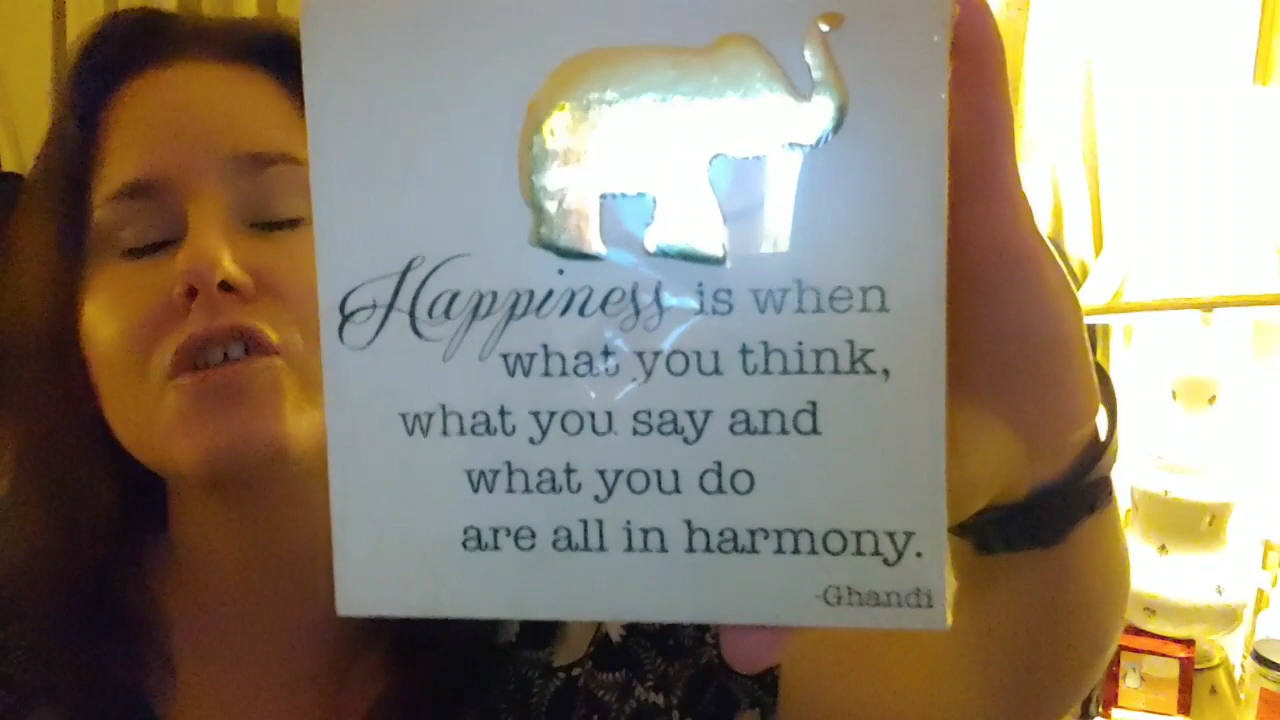 Happiness is when
what you think,
what you say and
what you do
are all in harmony.
-Ghandi